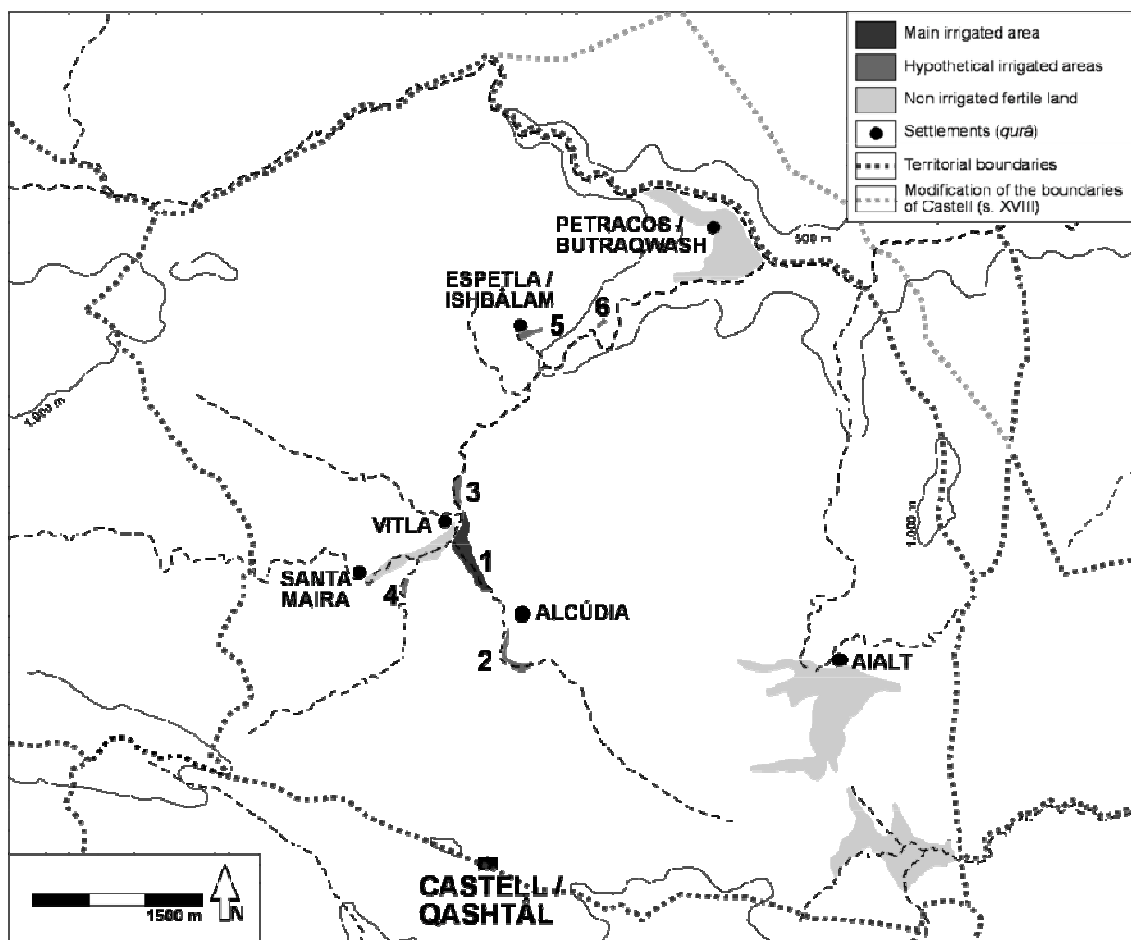 Main irrigated area
Hypothetical irrigated areas
Non irrigated fertile land
Settlements (qurā)
Territorial boundaries
Modification of the boundaries
of Castell (s. XVIII)
PETRACOS /
BUTRAQWASH
500 m
ESPETLA /
ISHBÁLAM
6
5
1.000 m
3
VITLA
1
SANTA
MAIRA
4
ALCÚDIA
2
1.000 m
AIALT
CASTELL /
QASHTÁL
1500 m
N